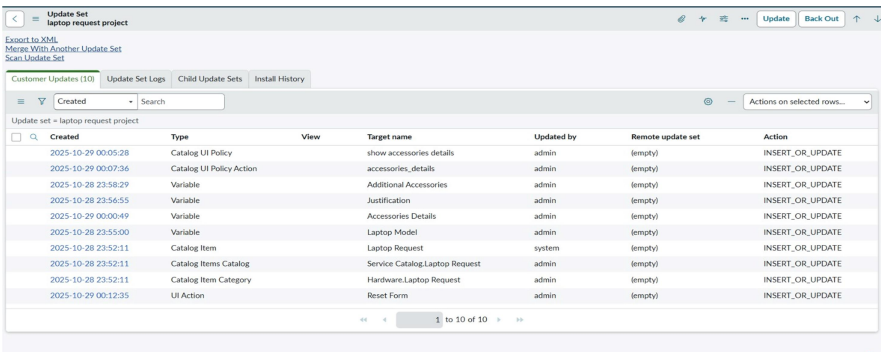 Update Set
laptop request project
Update Back Out
Export to XML
Merge With Another Update Set
Scan Update Set
Customer Updates (10) Update Set Logs Child Update Sets Install History
Created Search Actions on selected rows...
Update set = laptop request project
Created Type View Target name Updated by Remote update set Action
2025-10-29 00:05:28 Catalog UI Policy show accessories details admin (empty) INSERT_OR_UPDATE
2025-10-29 00:07:36 Catalog UI Policy Action accessories_details admin (empty) INSERT_OR_UPDATE
2025-10-28 23:58:29 Variable Additional Accessories admin (empty) INSERT_OR_UPDATE
2025-10-28 23:56:55 Variable Justification admin (empty) INSERT_OR_UPDATE
2025-10-29 00:00:49 Variable Accessories Details admin (empty) INSERT_OR_UPDATE
2025-10-28 23:55:00 Variable Laptop Model admin (empty) INSERT_OR_UPDATE
2025-10-28 23:52:11 Catalog Item Laptop Request system (empty) INSERT_OR_UPDATE
2025-10-28 23:52:11 Catalog Items Catalog Service Catalog.Laptop Request admin (empty) INSERT_OR_UPDATE
2025-10-28 23:52:11 Catalog Item Category Hardware.Laptop Request admin (empty) INSERT_OR_UPDATE
2025-10-29 00:12:35 UI Action Reset Form admin (empty) INSERT_OR_UPDATE
1 to 10 of 10